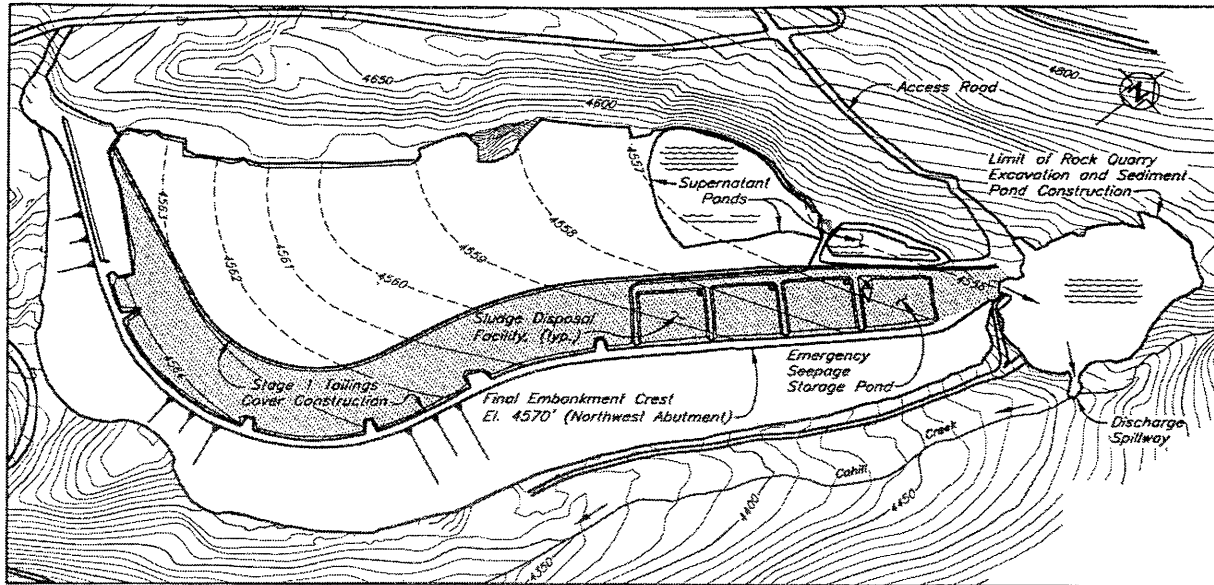 4650
4600
4800
Access Road
Limit of Rock Quarry
Excavation and Sediment
Pond Construction
4557
Supernatant
Ponds
4563
4562
4561
4560
4559
4558
4556
Sludge Disposal
Facility, (typ.)
Stage 1 Tailings
Cover Construction
4564
Final Embankment Crest
El. 4570' (Northwest Abutment)
Emergency
Seepage
Storage Pond
Discharge
Spillway
Cahill Creek
4350
4400
4450